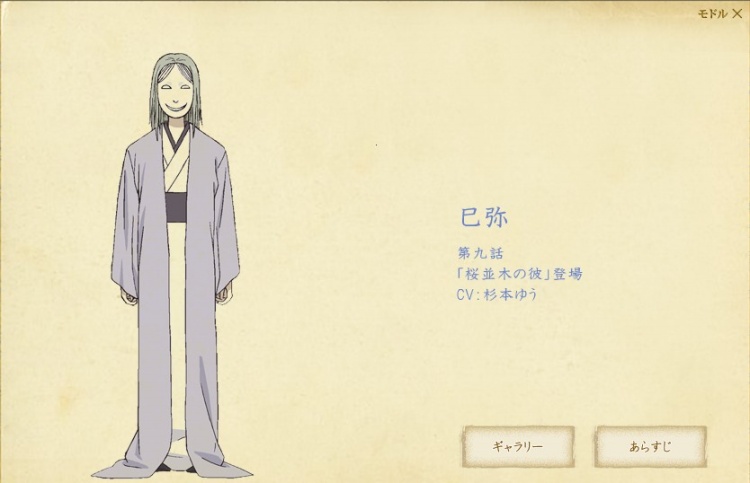 モドル ×
巳弥
第九話
「桜並木の彼」登場
CV:杉本ゆう
ギャラリー
あらすじ